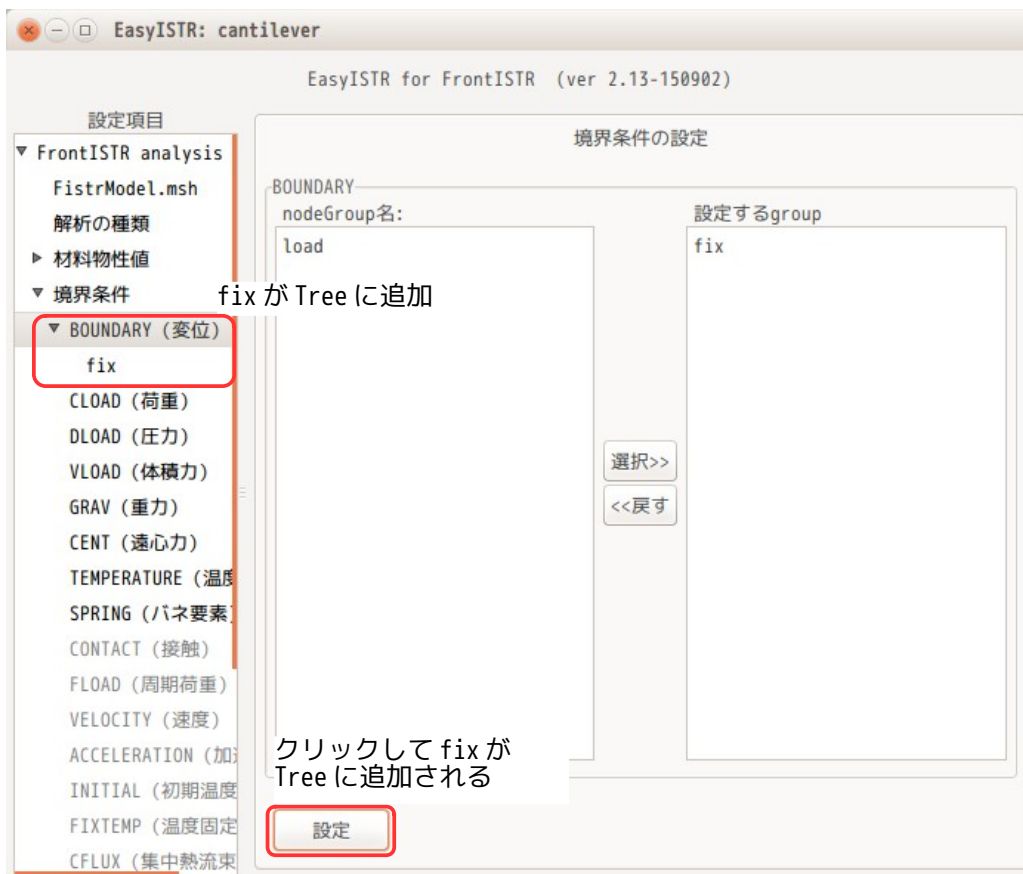 EasyISTR: cantilever
EasyISTR for FrontISTR (ver 2.13-150902)
設定項目
FrontISTR analysis
FistrModel.msh
解析の種類
材料物性値
境界条件
BOUNDARY (変位)
fix
CLOAD (荷重)
DLOAD (圧力)
VLOAD (体積力)
GRAV (重力)
CENT (遠心力)
TEMPERATURE (温度
SPRING (バネ要素)
CONTACT (接触)
FLOAD (周期荷重)
VELOCITY (速度)
ACCELERATION (加速
INITIAL (初期温度
FIXTEMP (温度固定
CFLUX (集中熱流束
境界条件の設定
BOUNDARY
nodeGroup名:
load
設定するgroup
fix
fix が Tree に追加
選択>>
<<戻す
クリックして fix が
Tree に追加される
設定